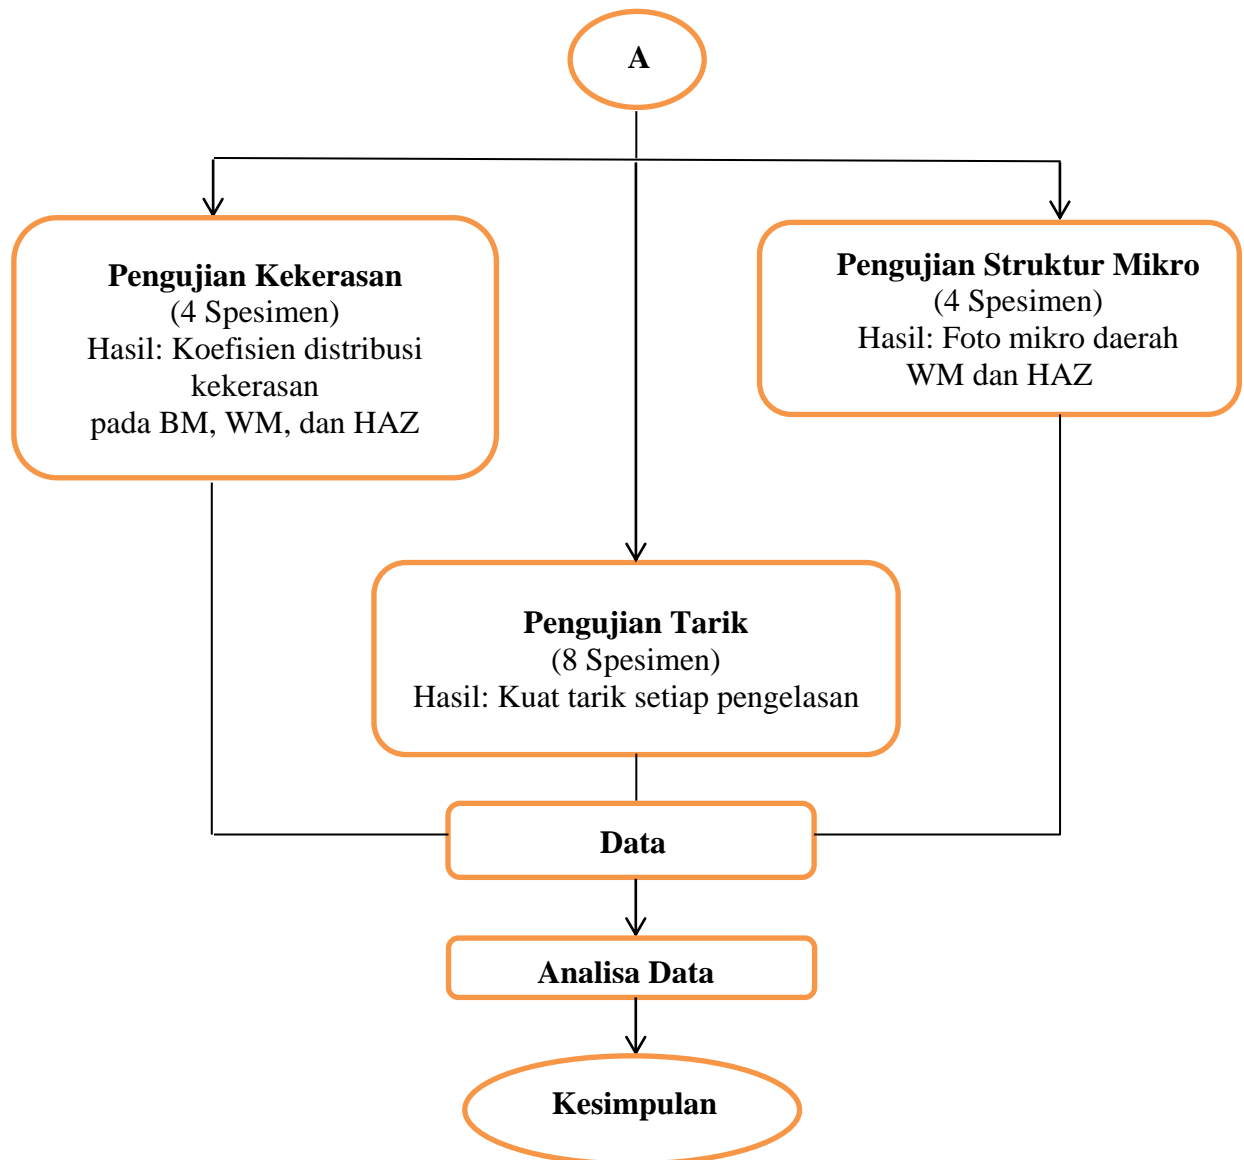 A
Pengujian Kekerasan
(4 Spesimen)
Hasil: Koefisien distribusi
kekerasan
pada BM, WM, dan HAZ
Pengujian Struktur Mikro
(4 Spesimen)
Hasil: Foto mikro daerah
WM dan HAZ
Pengujian Tarik
(8 Spesimen)
Hasil: Kuat tarik setiap pengelasan
Data
Analisa Data
Kesimpulan